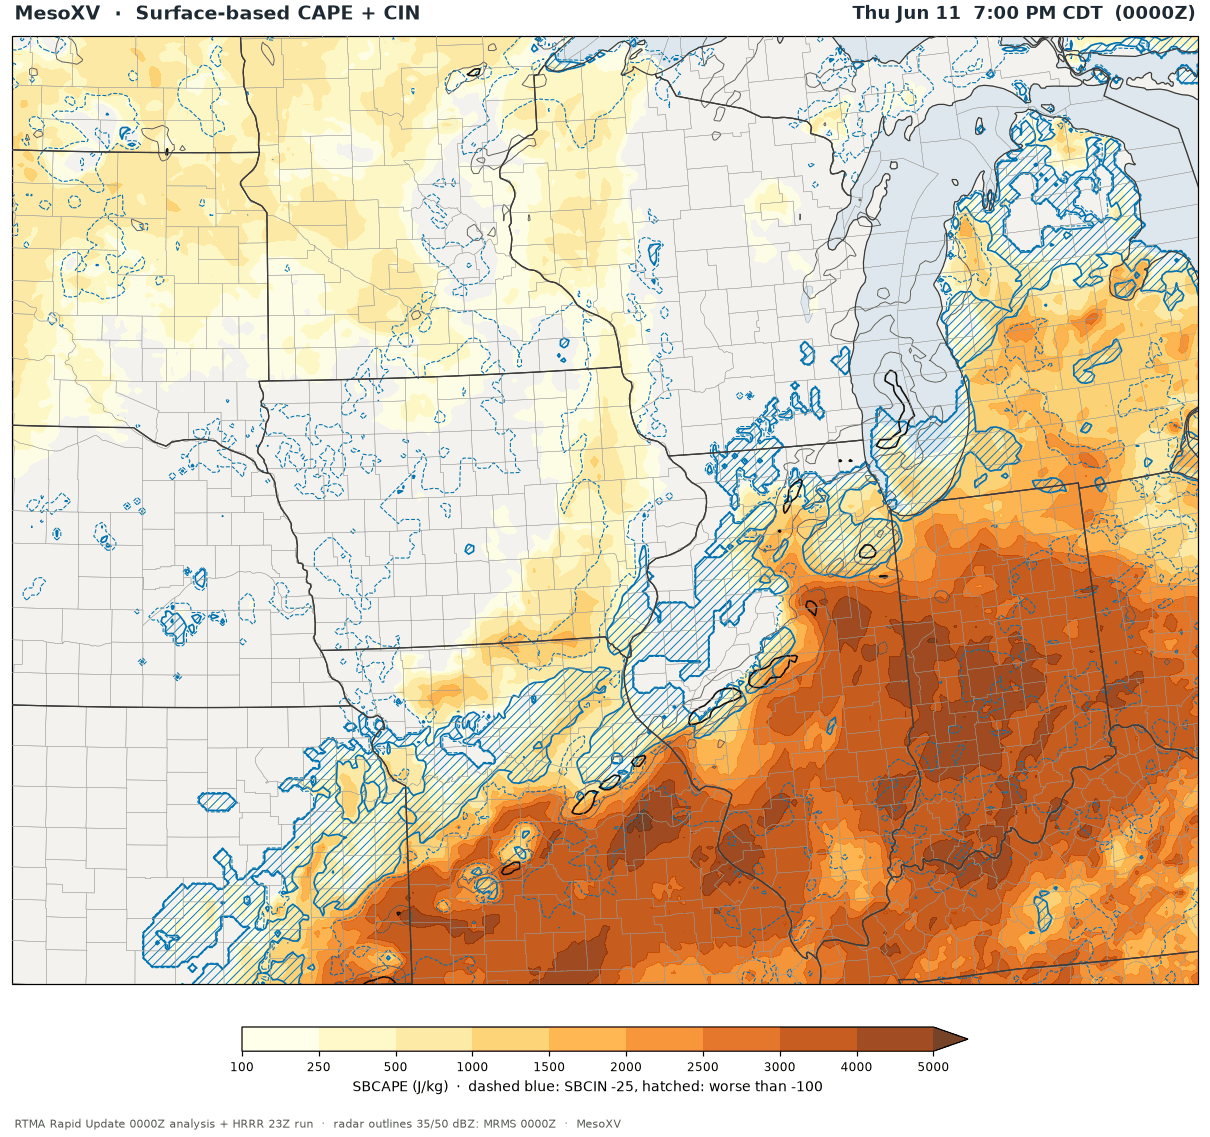 MesoXV · Surface-based CAPE + CIN
Thu Jun 11 7:00 PM CDT (0000Z)
100 250 500 1000 1500 2000 2500 3000 4000 5000
SBCAPE (J/kg) · dashed blue: SBCIN -25, hatched: worse than -100
RTMA Rapid Update 0000Z analysis + HRRR 23Z run · radar outlines 35/50 dBZ: MRMS 0000Z · MesoXV